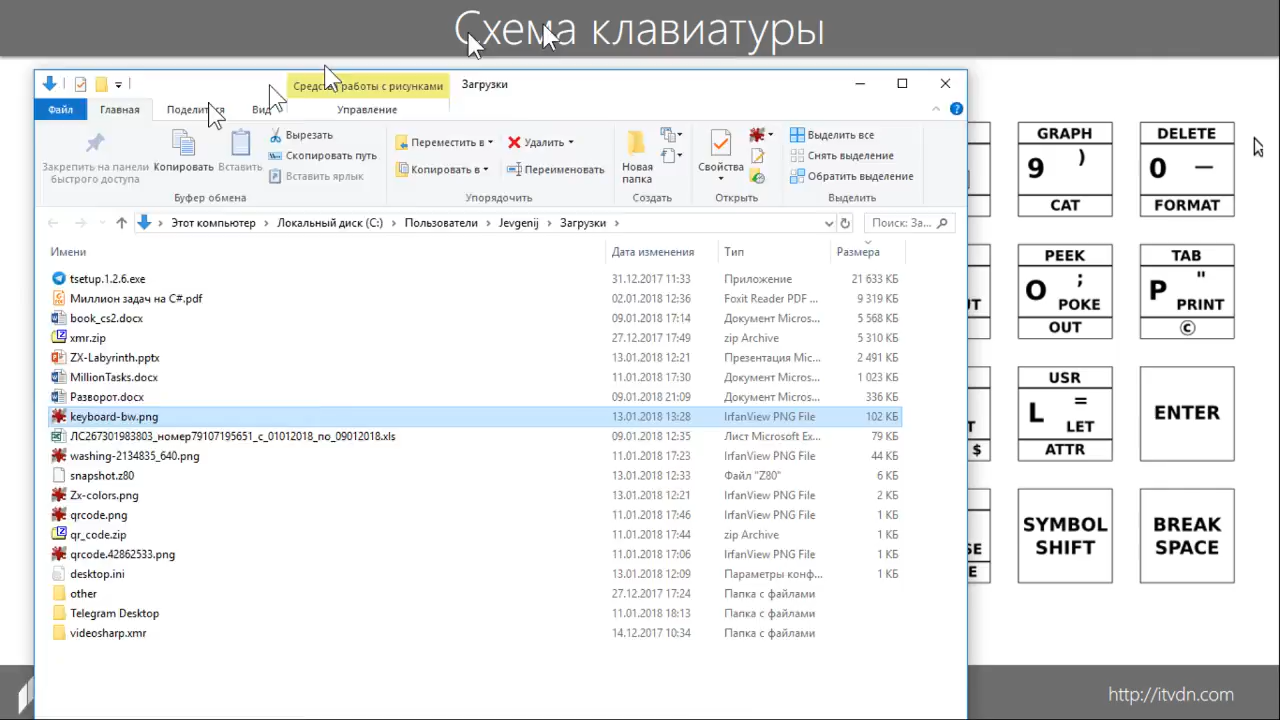 Схема клавиатуры
Средства работы с рисунками
Загрузки
Файл
Главная
Поделиться
Вид
Управление
Закрепить на панели быстрого доступа
Копировать
Вставить
Вырезать
Скопировать путь
Вставить ярлык
Буфер обмена
Переместить в
Копировать в
Удалить
Переименовать
Упорядочить
Новая папка
Создать
Свойства
Открыть
Выделить все
Снять выделение
Обратить выделение
Выделить
Этот компьютер
Локальный диск (C:)
Пользователи
Jevgenij
Загрузки
Поиск: За...
Имени Дата изменения Тип Размера
tsetup.1.2.6.exe 31.12.2017 11:33 Приложение 21 633 КБ
Миллион задач на C#.pdf 02.01.2018 12:36 Foxit Reader PDF ... 9 319 КБ
book_cs2.docx 09.01.2018 17:14 Документ Micros... 5 568 КБ
xmr.zip 27.12.2017 17:49 zip Archive 5 310 КБ
ZX-Labyrinth.pptx 13.01.2018 12:21 Презентация Mic... 2 491 КБ
MillionTasks.docx 11.01.2018 17:30 Документ Micros... 1 023 КБ
Разворот.docx 09.01.2018 21:09 Документ Micros... 336 КБ
keyboard-bw.png 13.01.2018 13:28 IrfanView PNG File 102 КБ
ЛС267301983803_номер79107195651_с_01012018_по_09012018.xls 09.01.2018 12:35 Лист Microsoft Ex... 79 КБ
washing-2134835_640.png 11.01.2018 17:23 IrfanView PNG File 44 КБ
snapshot.z80 13.01.2018 12:33 Файл "Z80" 6 КБ
Zx-colors.png 13.01.2018 12:21 IrfanView PNG File 2 КБ
qrcode.png 11.01.2018 17:46 IrfanView PNG File 1 КБ
qr_code.zip 11.01.2018 17:44 zip Archive 1 КБ
qrcode.42862533.png 11.01.2018 17:06 IrfanView PNG File 1 КБ
desktop.ini 13.01.2018 12:09 Параметры конф... 1 КБ
other 27.12.2017 17:24 Папка с файлами
Telegram Desktop 11.01.2018 18:13 Папка с файлами
videosharp.xmr 14.12.2017 10:34 Папка с файлами
GRAPH
9 )
CAT
DELETE
0 —
FORMAT
PEEK
O ;
POKE
OUT
TAB
P "
PRINT
©
USR
L =
LET
ATTR
ENTER
$
SYMBOL
SHIFT
BREAK
SPACE
http://itvdn.com